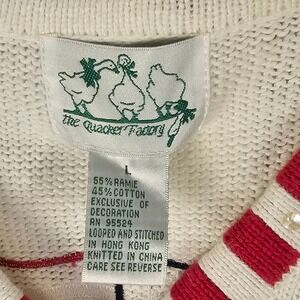 the Quacker Factory
L
55% RAMIE
45% COTTON
EXCLUSIVE OF
DECORATION
RN 95524
LOOPED AND STITCHED
IN HONG KONG
KNITTED IN CHINA
CARE SEE REVERSE